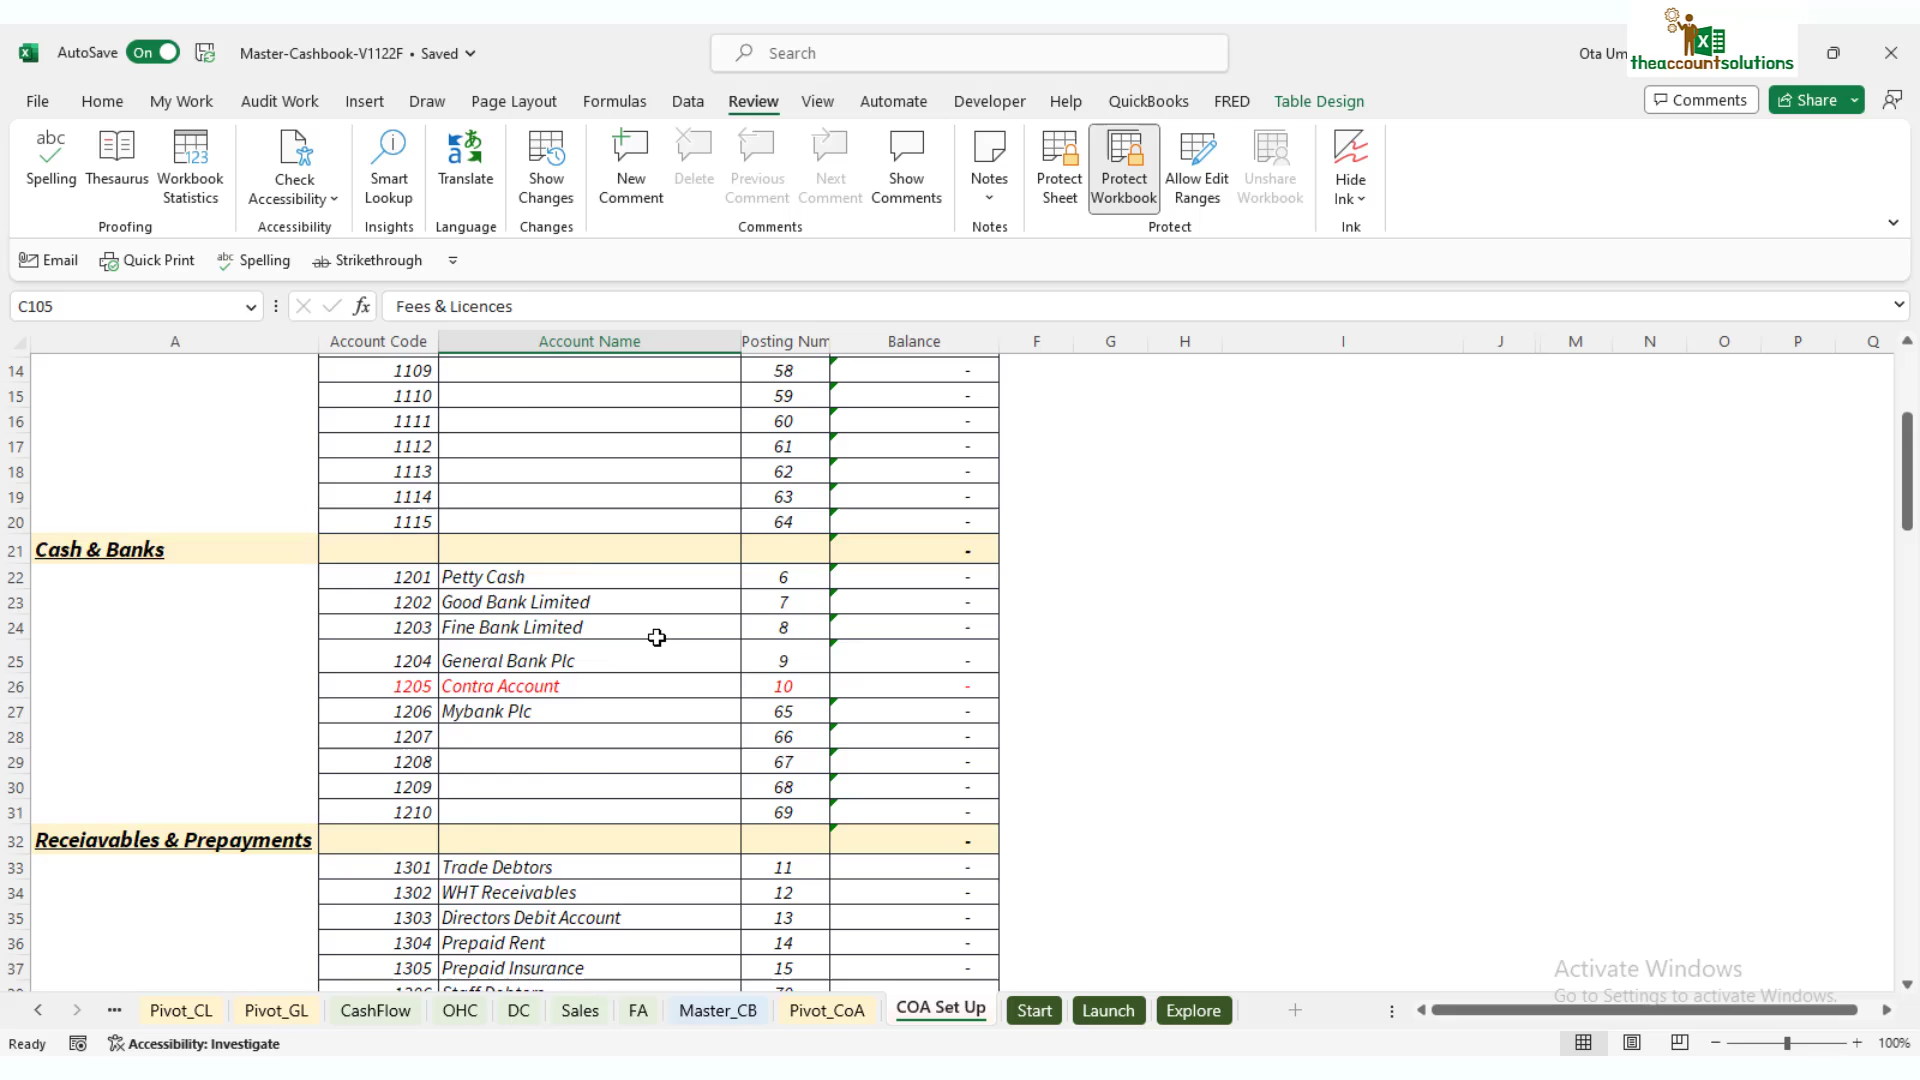 theaccountsolutions
AutoSave On Master-Cashbook-V1122F • Saved Search Ota Um
File Home My Work Audit Work Insert Draw Page Layout Formulas Data Review View Automate Developer Help QuickBooks FRED Table Design Comments Share
Spelling Thesaurus Workbook Statistics Check Accessibility Smart Lookup Translate Show Changes New Comment Delete Previous Comment Next Comment Show Comments Notes Protect Sheet Protect Workbook Allow Edit Ranges Unshare Workbook Hide Ink
Proofing Accessibility Insights Language Changes Comments Notes Protect Ink
Email Quick Print Spelling Strikethrough
C105 fx Fees & Licences
A Account Code Account Name Posting Num Balance F G H I J M N O P Q
14 1109 58 -
15 1110 59 -
16 1111 60 -
17 1112 61 -
18 1113 62 -
19 1114 63 -
20 1115 64 -
21 Cash & Banks -
22 1201 Petty Cash 6 -
23 1202 Good Bank Limited 7 -
24 1203 Fine Bank Limited 8 -
25 1204 General Bank Plc 9 -
26 1205 Contra Account 10 -
27 1206 Mybank Plc 65 -
28 1207 66 -
29 1208 67 -
30 1209 68 -
31 1210 69 -
32 Receiavables & Prepayments -
33 1301 Trade Debtors 11 -
34 1302 WHT Receivables 12 -
35 1303 Directors Debit Account 13 -
36 1304 Prepaid Rent 14 -
37 1305 Prepaid Insurance 15 -
Activate Windows
Go to Settings to activate Windows.
Pivot_CL Pivot_GL CashFlow OHC DC Sales FA Master_CB Pivot_CoA COA Set Up Start Launch Explore
Ready Accessibility: Investigate 100%